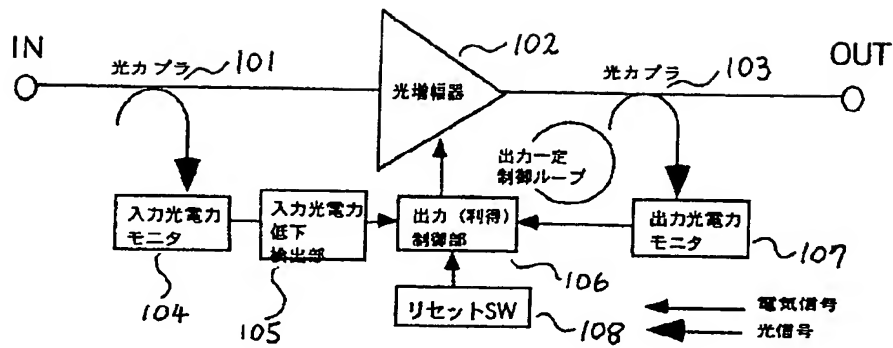 IN
光カプラ
101
光増幅器
102
光カプラ
103
OUT
出力一定
制御ループ
入力光電力
モニタ
104
入力光電力
低下
検出部
105
出力(利得)
制御部
106
出力光電力
モニタ
107
リセットSW
108
電気信号
光信号